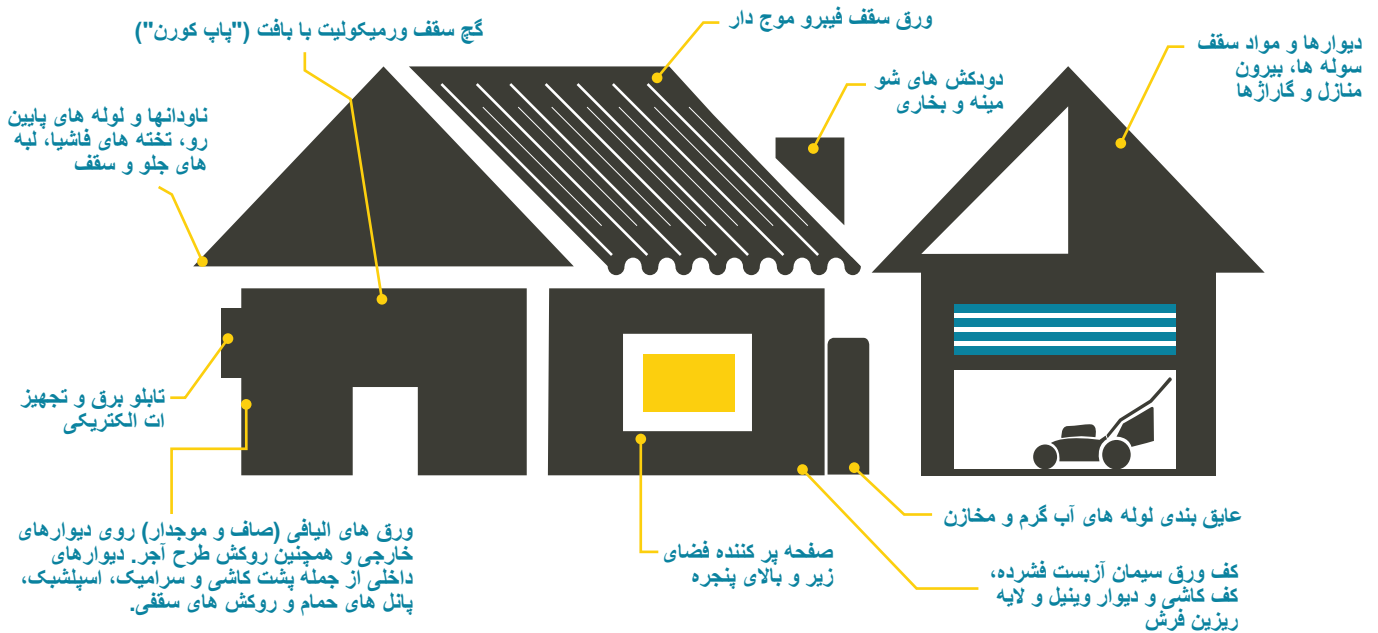 گچ سقف ورمیکولیت با بافت ("پاپ کورن")
ورق سقف فیبرو موج دار
دیوارها و مواد سقف
سوله ها، بیرون
منازل و گاراژها
دودکش های شو
مینه و بخاری
ناودانها و لوله های پایین
رو، تخته های فاشیا، لبه
های جلو و سقف
تابلو برق و تجهیز
ات الکتریکی
ورق های الیافی (صاف و موجدار) روی دیوارهای
خارجی و همچنین روکش طرح آجر. دیوارهای
داخلی از جمله پشت کاشی و سرامیک، اسپلشبک،
پانل های حمام و روکش های سقفی.
صفحه پر کننده فضای
زیر و بالای پنجره
عایق بندی لوله های آب گرم و مخازن
کف ورق سیمان آزبست فشرده،
کف کاشی و دیوار وینیل و لایه
ریزین فرش